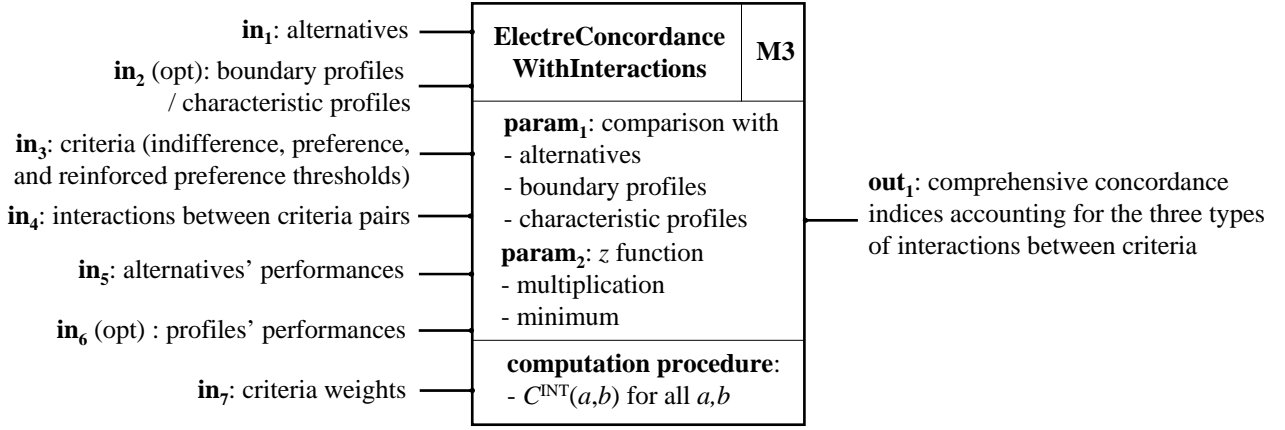 in₁: alternatives
in₂ (opt): boundary profiles
/ characteristic profiles
in₃: criteria (indifference, preference,
and reinforced preference thresholds)
in₄: interactions between criteria pairs
in₅: alternatives’ performances
in₆ (opt) : profiles’ performances
in₇: criteria weights
ElectreConcordance
WithInteractions
M3
param₁: comparison with
- alternatives
- boundary profiles
- characteristic profiles
param₂: z function
- multiplication
- minimum
computation procedure:
- Cᴵᴺᵀ(a,b) for all a,b
out₁: comprehensive concordance
indices accounting for the three types
of interactions between criteria